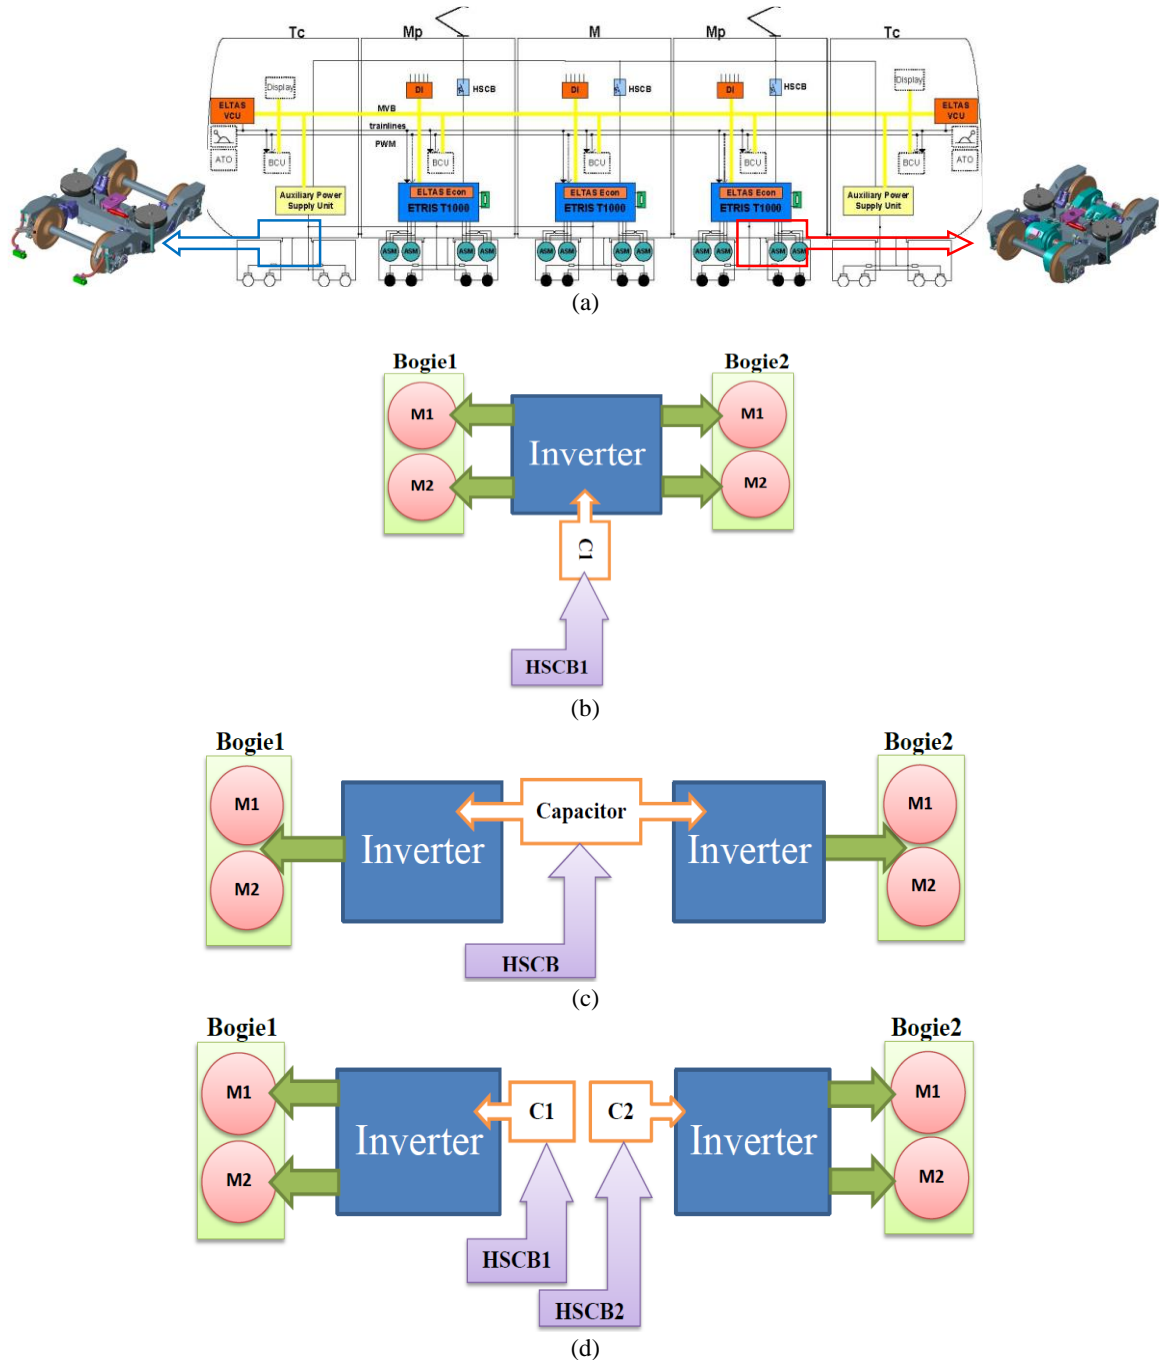 Tc Mp M Mp Tc
Display DI HSCB DI HSCB DI HSCB Display
ELTAS VCU MVB ELTAS VCU
trainlines
ATO BCU PWM BCU BCU BCU ATO
Auxiliary Power Supply Unit ELTAS Econ ELTAS Econ ELTAS Econ Auxiliary Power Supply Unit
ETRIS T1000 ETRIS T1000 ETRIS T1000
ASM ASM ASM ASM ASM ASM ASM ASM ASM ASM ASM ASM
(a)
Bogie1 Bogie2
M1 M1
Inverter
M2 M2
C1
HSCB1
(b)
Bogie1 Bogie2
M1 M1
Capacitor
Inverter Inverter
M2 M2
HSCB
(c)
Bogie1 Bogie2
M1 C1 C2 M1
Inverter Inverter
M2 M2
HSCB1
HSCB2
(d)